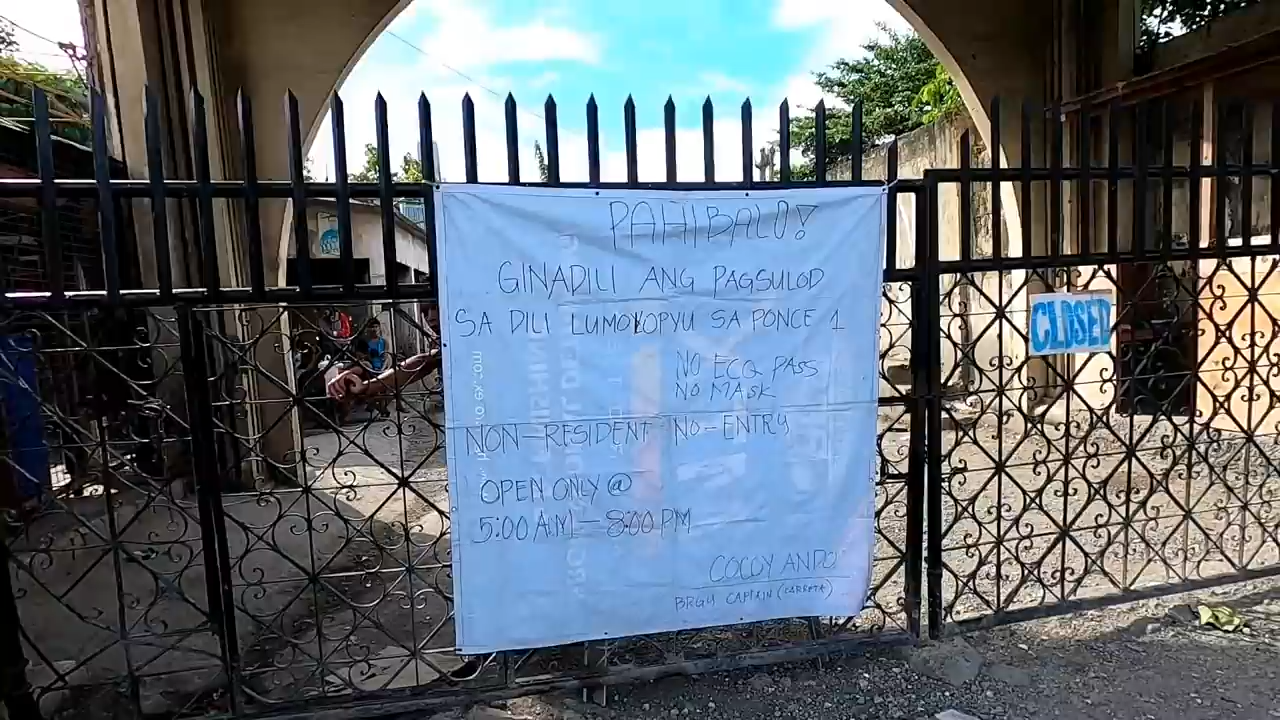 PAHIBALO!
GINADILI ANG PAGSULOD
SA DILI LUMOLOPYU SA PONCE 1
NO ECQ PASS
NO MASK
NON-RESIDENT NO-ENTRY
OPEN ONLY @
5:00 AM - 8:00 PM
COCOY ANDO
BRGY CAPTAIN (CARRETA)
CLOSED